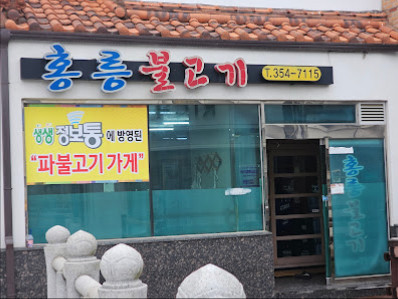 홍릉 불고기 T.354-7115
생생 정보통 에 방영된
"파불고기 가게"
홍릉 불고기